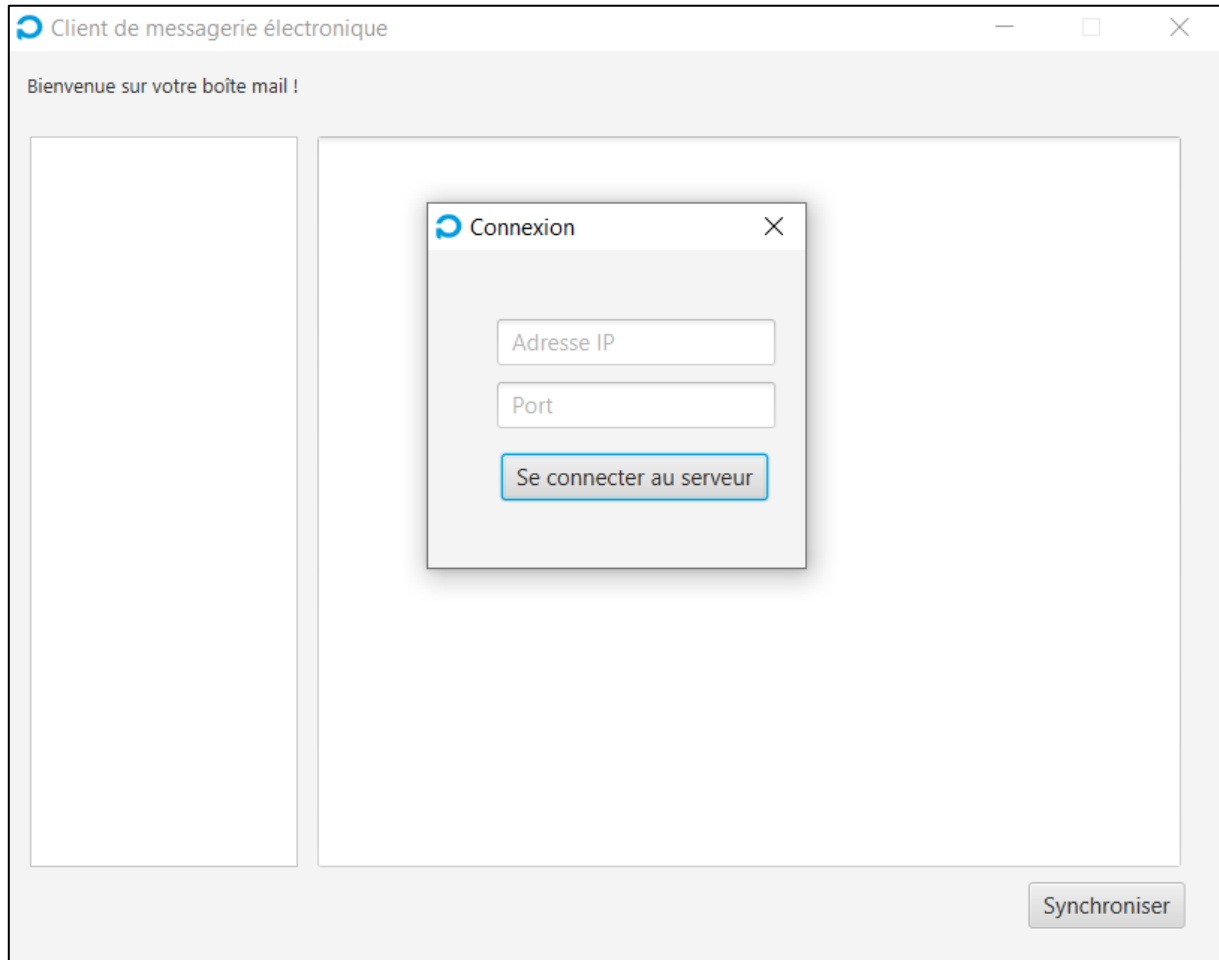 Client de messagerie électronique
Bienvenue sur votre boîte mail !
Connexion
Adresse IP
Port
Se connecter au serveur
Synchroniser